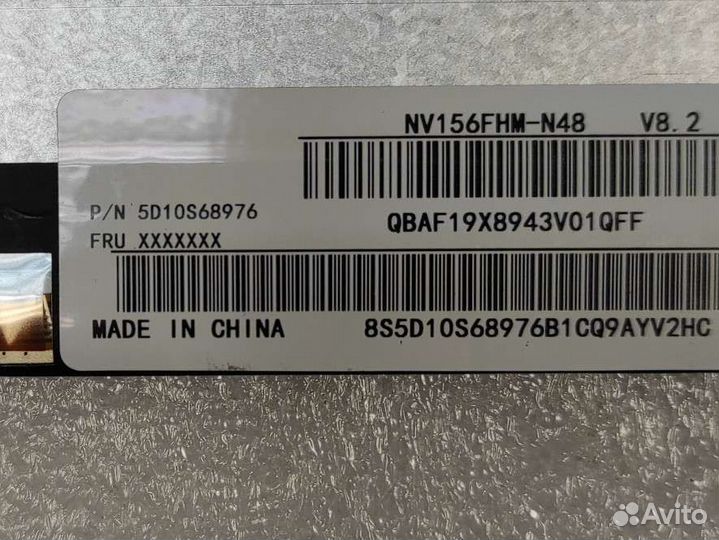 NV156FHM-N48 V8.2
P/N 5D10S68976
QBAF19X8943V01QFF
FRU XXXXXXX
MADE IN CHINA
8S5D10S68976B1CQ9AYV2HC
Avito